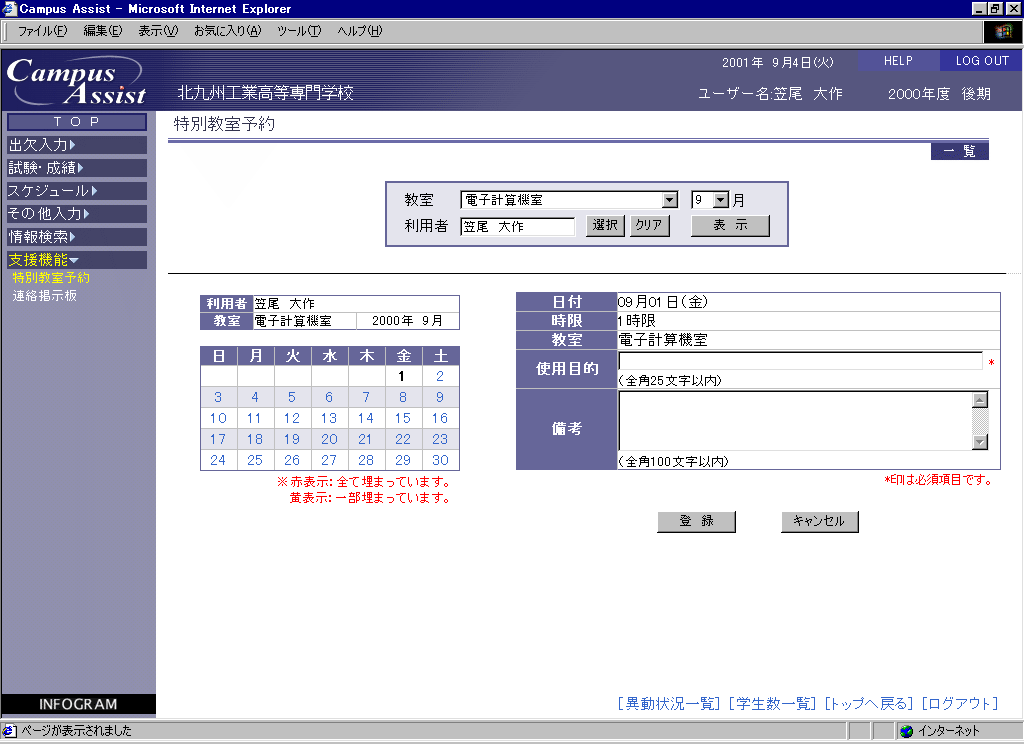 Campus Assist - Microsoft Internet Explorer
ファイル(F) 編集(E) 表示(V) お気に入り(A) ツール(T) ヘルプ(H)
Campus Assist
北九州工業高等専門学校
2001年 9月4日(火) HELP LOG OUT
ユーザー名:笠尾 大作 2000年度 後期
TOP
出欠入力
試験・成績
スケジュール
その他入力
情報検索
支援機能
特別教室予約
連絡掲示板
INFOGRAM
特別教室予約
一 覧
教室 電子計算機室 9 月
利用者 笠尾 大作 選択 クリア 表 示
利用者 笠尾 大作
教室 電子計算機室 2000年 9月
日 月 火 水 木 金 土
1 2
3 4 5 6 7 8 9
10 11 12 13 14 15 16
17 18 19 20 21 22 23
24 25 26 27 28 29 30
※赤表示:全て埋まっています。
黄表示:一部埋まっています。
日付 09月01日(金)
時限 1時限
教室 電子計算機室
使用目的 *
(全角25文字以内)
備考
(全角100文字以内)
*印は必須項目です。
登 録 キャンセル
[異動状況一覧] [学生数一覧] [トップへ戻る] [ログアウト]
ページが表示されました インターネット